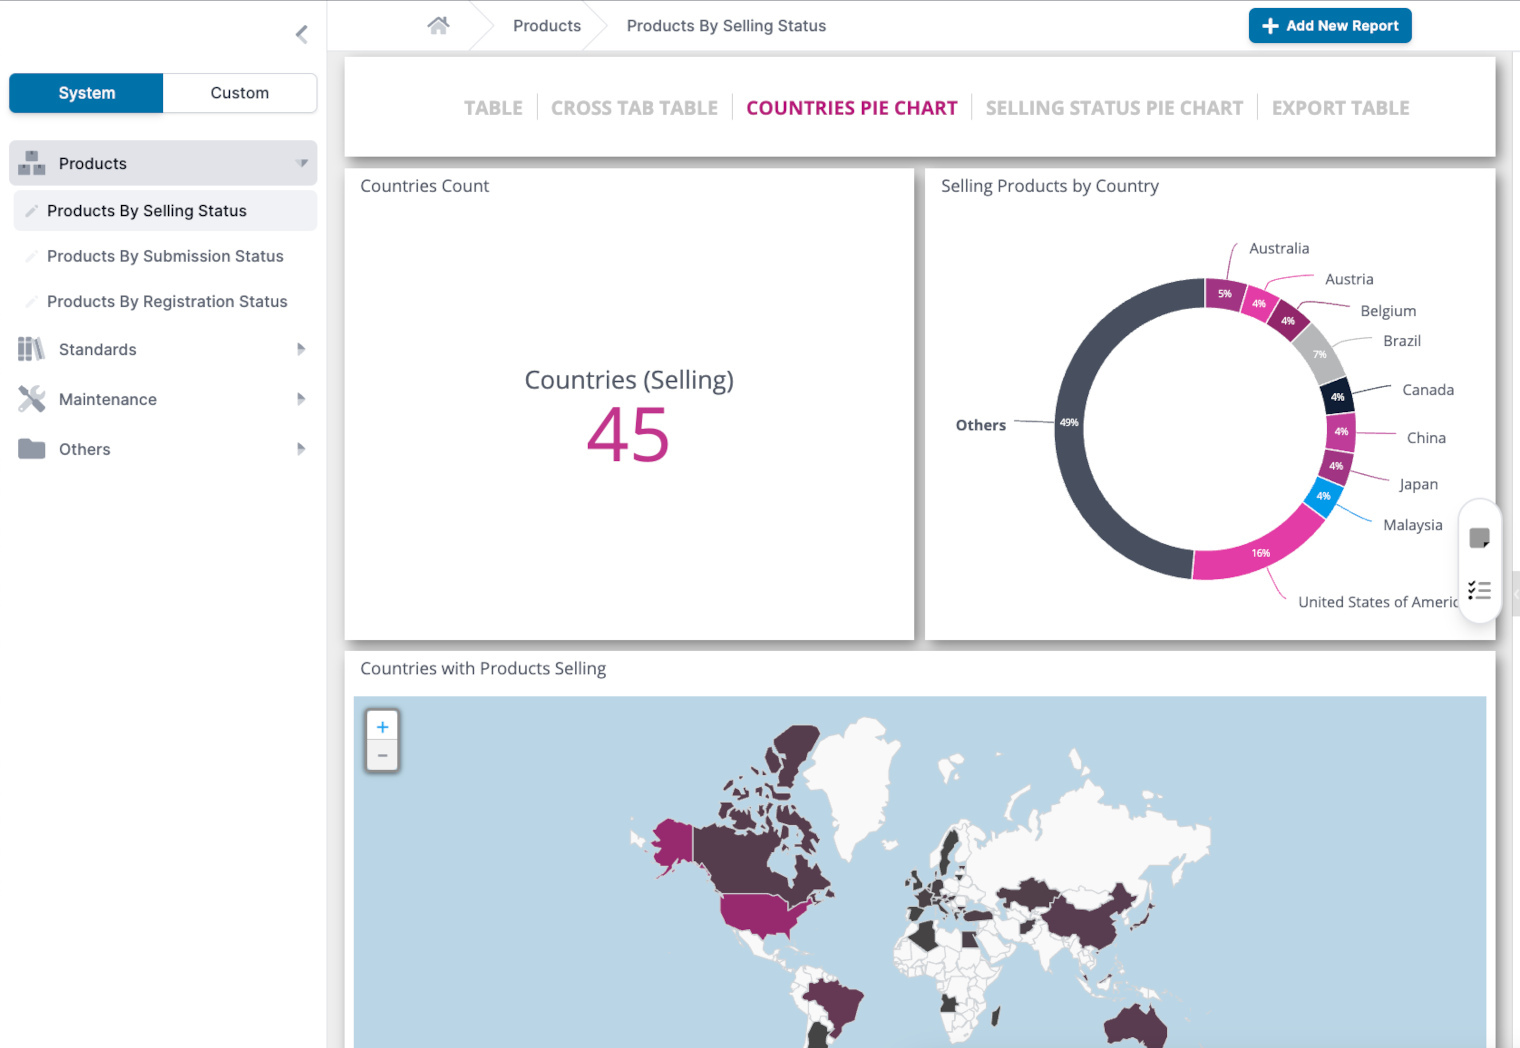 Products
Products By Selling Status
+ Add New Report
System
Custom
Products
Products By Selling Status
Products By Submission Status
Products By Registration Status
Standards
Maintenance
Others
TABLE
CROSS TAB TABLE
COUNTRIES PIE CHART
SELLING STATUS PIE CHART
EXPORT TABLE
Countries Count
Countries (Selling)
45
Selling Products by Country
Australia
Austria
Belgium
Brazil
Canada
China
Japan
Malaysia
United States of Americ
Others
5%
4%
4%
7%
4%
4%
4%
4%
16%
49%
Countries with Products Selling
+
−